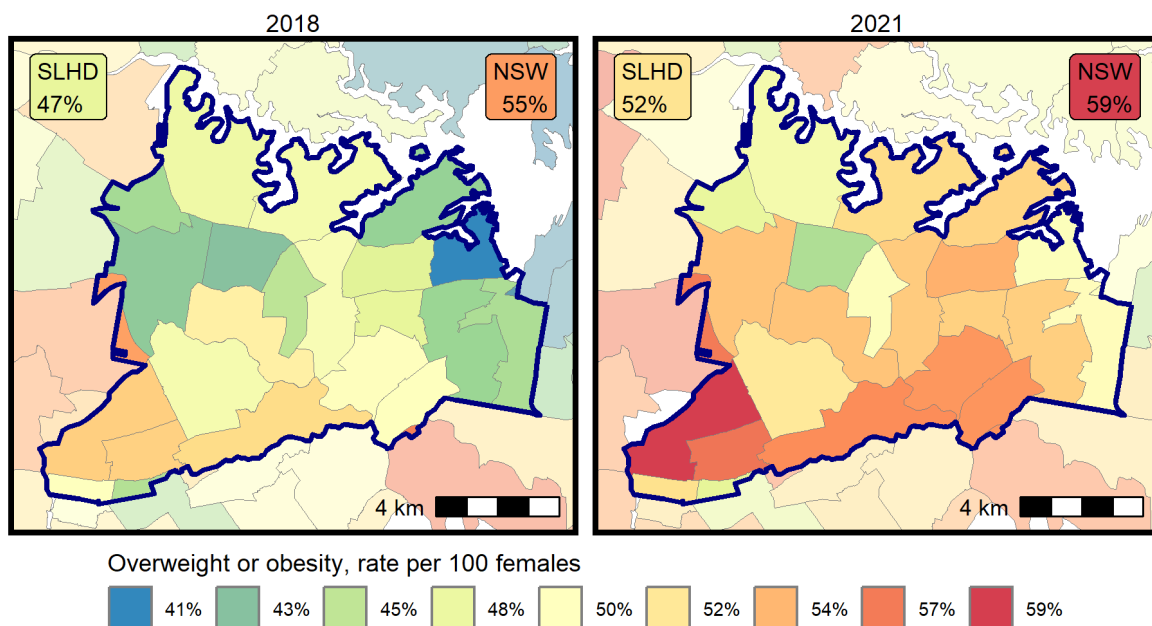 2018
2021
SLHD
47%
NSW
55%
SLHD
52%
NSW
59%
4 km
4 km
Overweight or obesity, rate per 100 females
41% 43% 45% 48% 50% 52% 54% 57% 59%